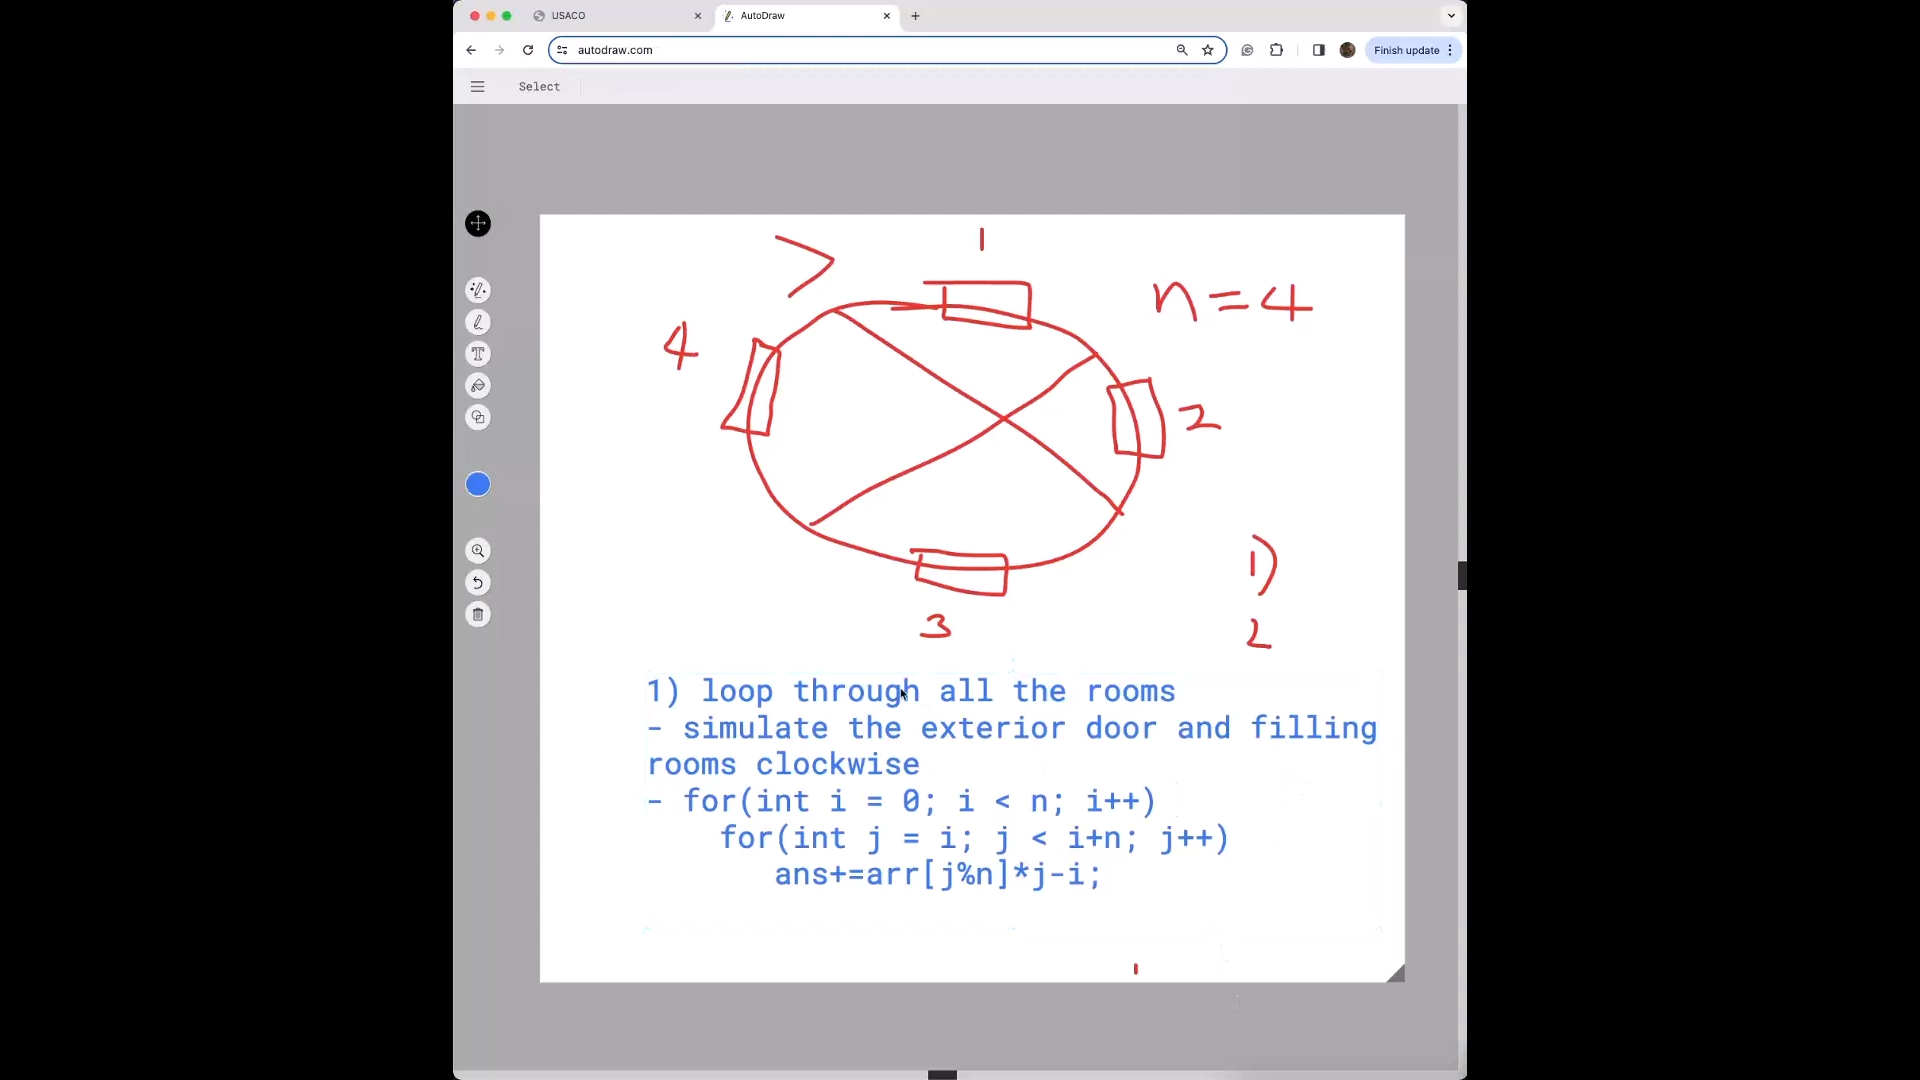 USACO
AutoDraw
autodraw.com
Finish update
Select
1
n=4
4
2
1)
3
2
1) loop through all the rooms
- simulate the exterior door and filling
rooms clockwise
- for(int i = 0; i < n; i++)
for(int j = i; j < i+n; j++)
ans+=arr[j%n]*j-i;